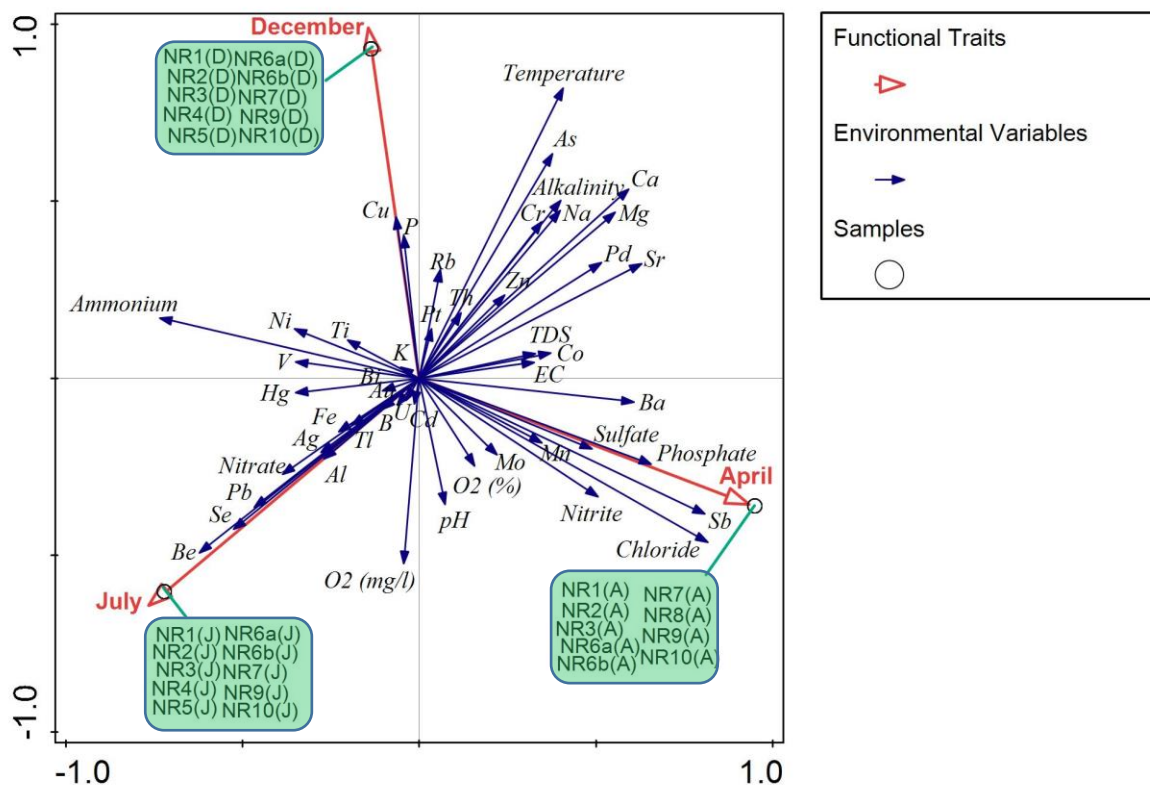 1.0
December
NR1(D) NR6a(D)
NR2(D) NR6b(D)
NR3(D) NR7(D)
NR4(D) NR9(D)
NR5(D) NR10(D)
Temperature
As
Alkalinity
Ca
Cr
Na
Mg
Cu
P
Rb
Pd
Sr
Zn
Th
Pt
Ammonium
Ni
Ti
TDS
Co
K
V
EC
Bi
Hg
Au
Ba
U
Cd
B
Fe
Tl
Ag
Al
Sulfate
Mn
Phosphate
Mo
April
Nitrate
O2 (%)
Pb
Nitrite
Sb
Se
pH
Be
Chloride
O2 (mg/l)
July
NR1(J) NR6a(J)
NR2(J) NR6b(J)
NR3(J) NR7(J)
NR4(J) NR9(J)
NR5(J) NR10(J)
NR1(A) NR7(A)
NR2(A) NR8(A)
NR3(A) NR9(A)
NR6a(A) NR10(A)
NR6b(A)
-1.0
-1.0
1.0
Functional Traits
Environmental Variables
Samples